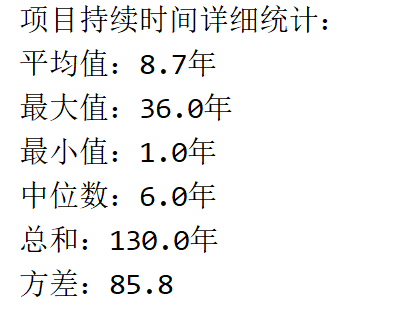 项目持续时间详细统计：
平均值：8.7年
最大值：36.0年
最小值：1.0年
中位数：6.0年
总和：130.0年
方差：85.8